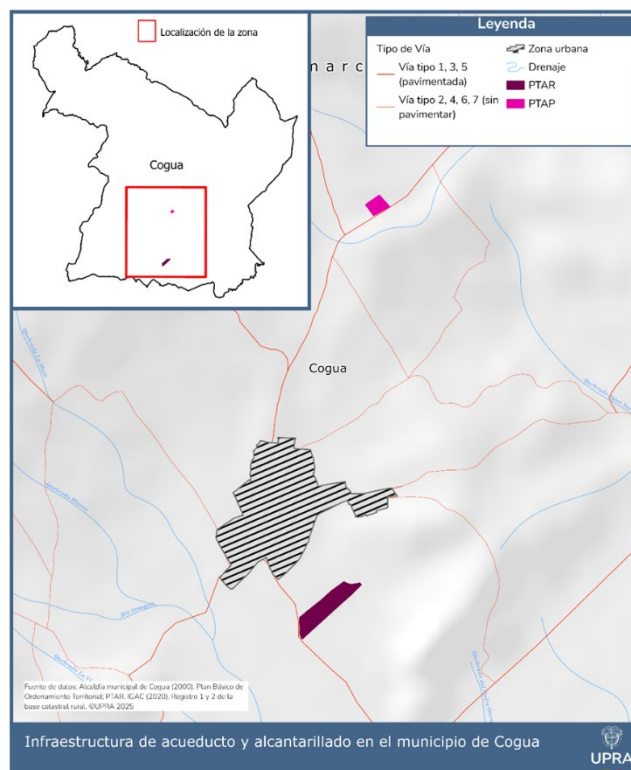 Localización de la zona
Cogua
Leyenda
Tipo de Vía
Vía tipo 1, 3, 5
(pavimentada)
Vía tipo 2, 4, 6, 7 (sin
pavimentar)
Zona urbana
Drenaje
PTAR
PTAP
narc
Cogua
Fuente de datos: Alcaldía municipal de Cogua (2000). Plan Básico de
Ordenamiento Territorial; PTAR. IGAC (2020). Registro 1 y 2 de la
base catastral rural. ©UPRA 2025
Infraestructura de acueducto y alcantarillado en el municipio de Cogua
UPRA